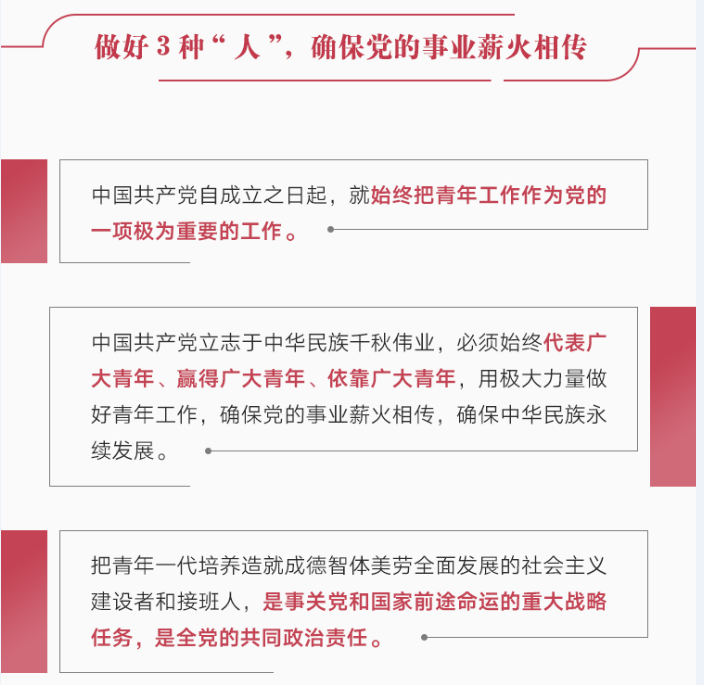 做好3种“人”，确保党的事业薪火相传
中国共产党自成立之日起，就始终把青年工作作为党的
一项极为重要的工作。
中国共产党立志于中华民族千秋伟业，必须始终代表广
大青年、赢得广大青年、依靠广大青年，用极大力量做
好青年工作，确保党的事业薪火相传，确保中华民族永
续发展。
把青年一代培养造就成德智体美劳全面发展的社会主义
建设者和接班人，是事关党和国家前途命运的重大战略
任务，是全党的共同政治责任。